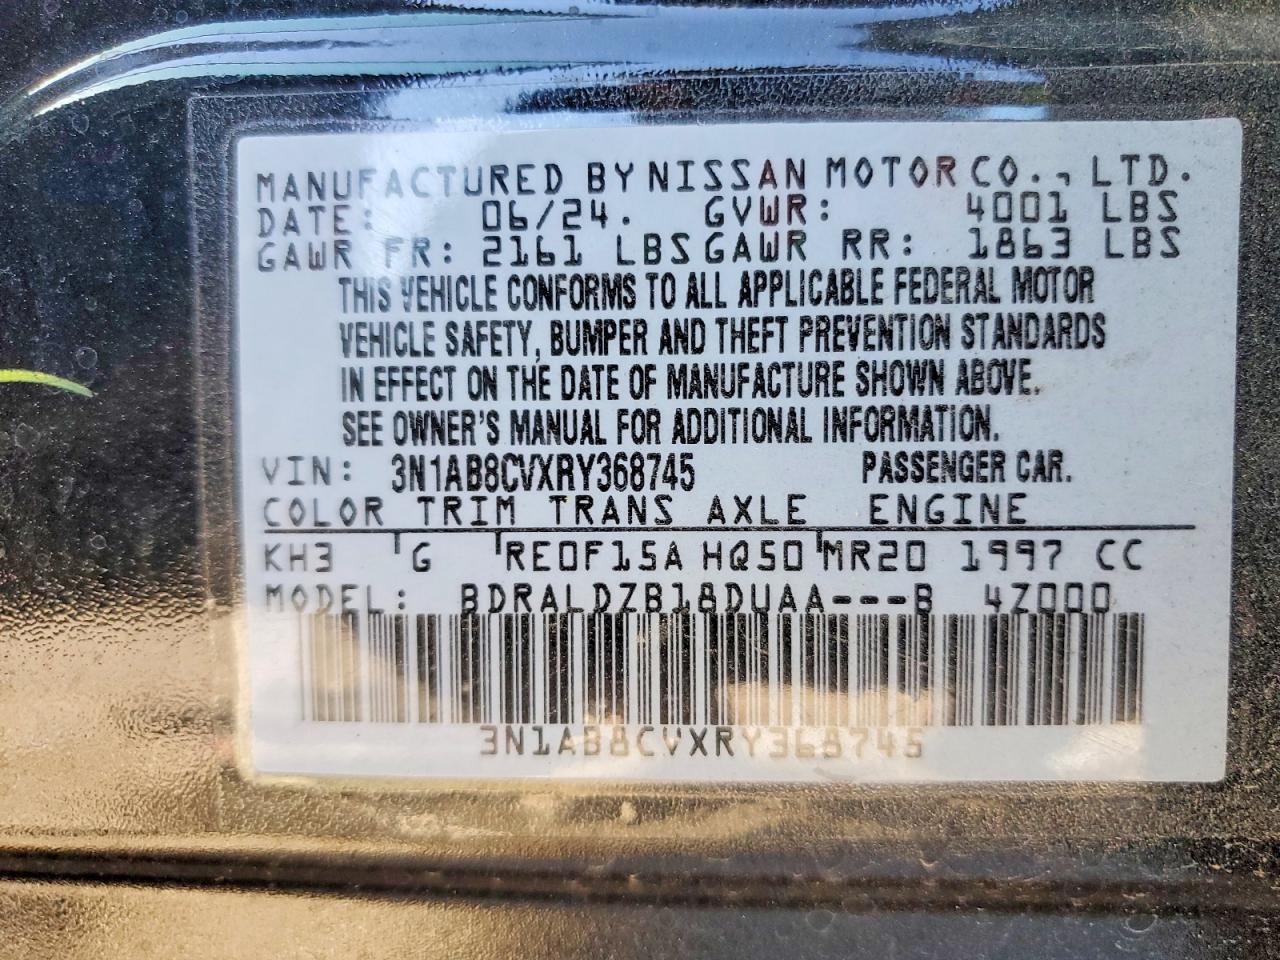 MANUFACTURED BY NISSAN MOTOR CO., LTD.
DATE: 06/24. GVWR: 4001 LBS
GAWR FR: 2161 LBS GAWR RR: 1863 LBS
THIS VEHICLE CONFORMS TO ALL APPLICABLE FEDERAL MOTOR
VEHICLE SAFETY, BUMPER AND THEFT PREVENTION STANDARDS
IN EFFECT ON THE DATE OF MANUFACTURE SHOWN ABOVE.
SEE OWNER'S MANUAL FOR ADDITIONAL INFORMATION.
VIN: 3N1AB8CVXRY368745 PASSENGER CAR.
COLOR TRIM TRANS AXLE ENGINE
KH3 G RE0F15A HQ50 MR20 1997 CC
MODEL: BDRALDZB18DUAA---B 4Z000
3N1AB8CVXRY368745